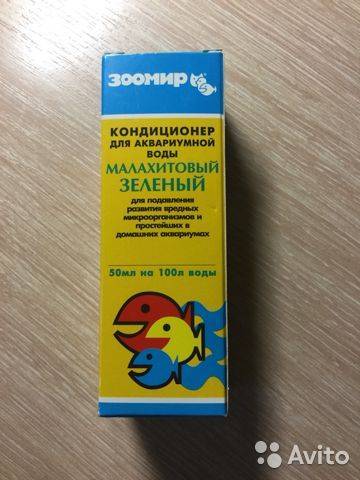 ЗООМИР
КОНДИЦИОНЕР
ДЛЯ АКВАРИУМНОЙ
ВОДЫ
МАЛАХИТОВЫЙ
ЗЕЛЕНЫЙ
для подавления
развития вредных
микроорганизмов и
простейших в
домашних аквариумах
50мл на 100л воды
Avito